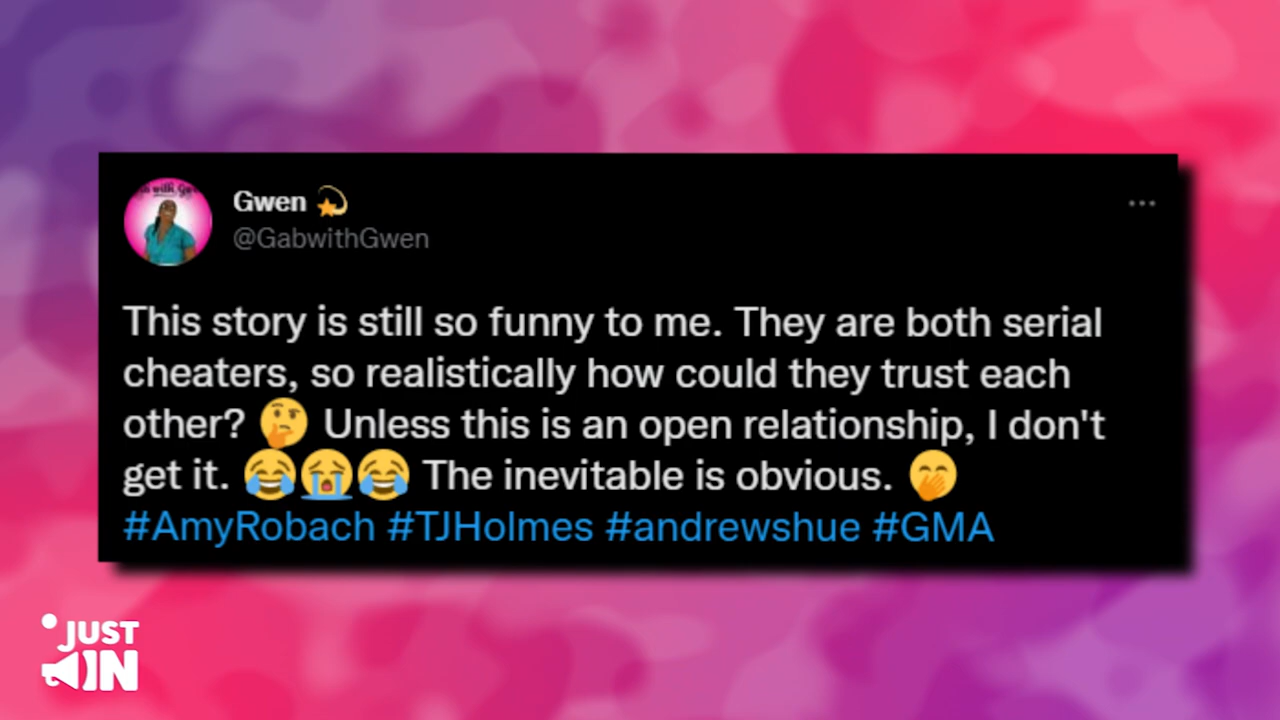 Gwen 💫
@GabwithGwen
This story is still so funny to me. They are both serial
cheaters, so realistically how could they trust each
other? 🤔 Unless this is an open relationship, I don't
get it. 😂😭😂 The inevitable is obvious. 🤭
#AmyRobach #TJHolmes #andrewshue #GMA
JUST
IN